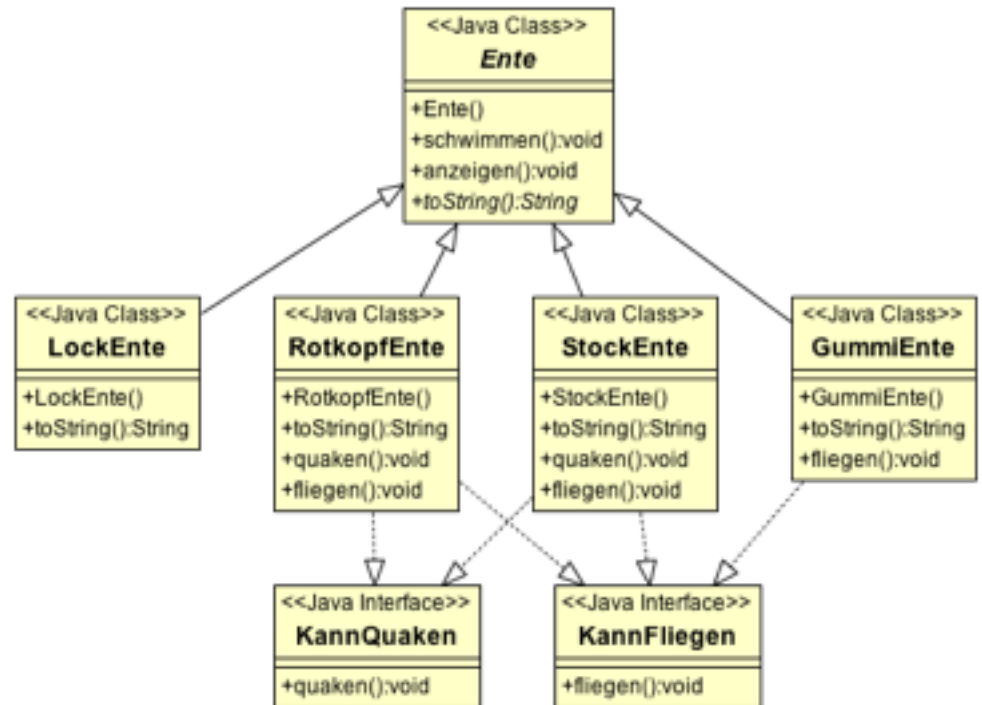 <<Java Class>>
Ente
+Ente()
+schwimmen():void
+anzeigen():void
+toString():String
<<Java Class>>
LockEnte
+LockEnte()
+toString():String
<<Java Class>>
RotkopfEnte
+RotkopfEnte()
+toString():String
+quaken():void
+fliegen():void
<<Java Class>>
StockEnte
+StockEnte()
+toString():String
+quaken():void
+fliegen():void
<<Java Class>>
GummiEnte
+GummiEnte()
+toString():String
+fliegen():void
<<Java Interface>>
KannQuaken
+quaken():void
<<Java Interface>>
KannFliegen
+fliegen():void